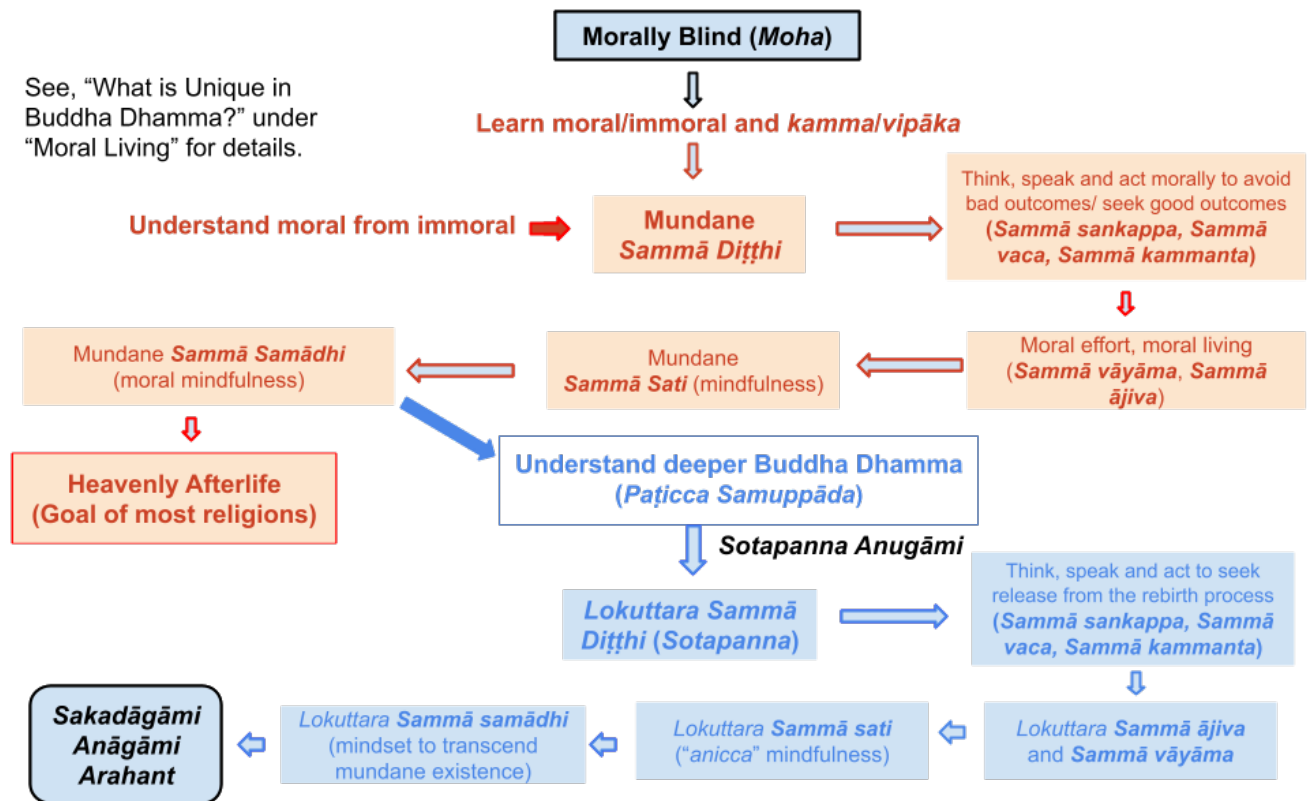 Morally Blind (Moha)
See, “What is Unique in
Buddha Dhamma?” under
“Moral Living” for details.
Learn moral/immoral and kamma/vipāka
Understand moral from immoral
Mundane
Sammā Diṭṭhi
Think, speak and act morally to avoid
bad outcomes/ seek good outcomes
(Sammā sankappa, Sammā
vaca, Sammā kammanta)
Moral effort, moral living
(Sammā vāyāma, Sammā
ājiva)
Mundane
Sammā Sati (mindfulness)
Mundane Sammā Samādhi
(moral mindfulness)
Heavenly Afterlife
(Goal of most religions)
Understand deeper Buddha Dhamma
(Paṭicca Samuppāda)
Sotapanna Anugāmi
Lokuttara Sammā
Diṭṭhi (Sotapanna)
Think, speak and act to seek
release from the rebirth process
(Sammā sankappa, Sammā
vaca, Sammā kammanta)
Lokuttara Sammā ājiva
and Sammā vāyāma
Lokuttara Sammā sati
(“anicca” mindfulness)
Lokuttara Sammā samādhi
(mindset to transcend
mundane existence)
Sakadāgāmi
Anāgāmi
Arahant